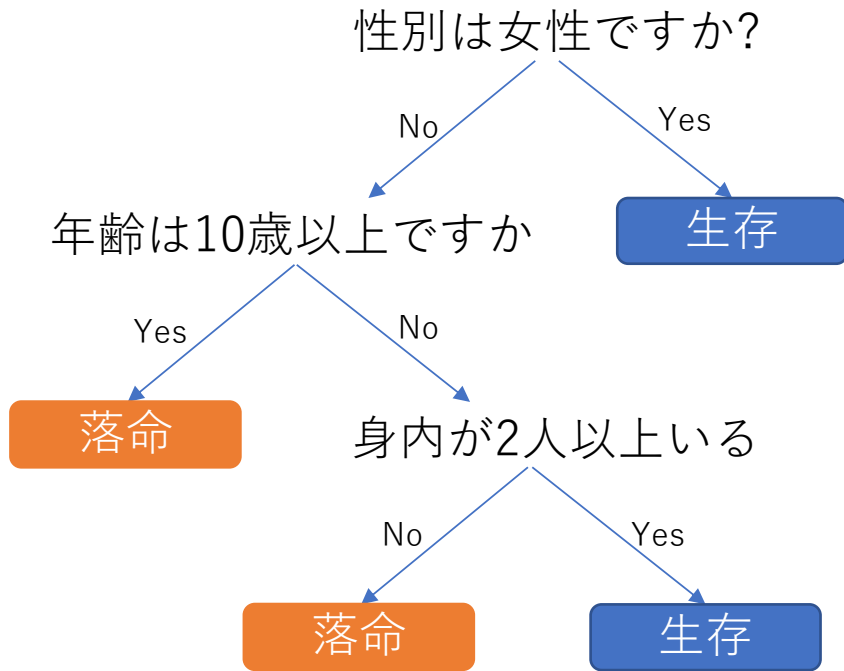 性別は女性ですか?
No
Yes
年齢は10歳以上ですか
生存
Yes
No
落命
身内が2人以上いる
No
Yes
落命
生存